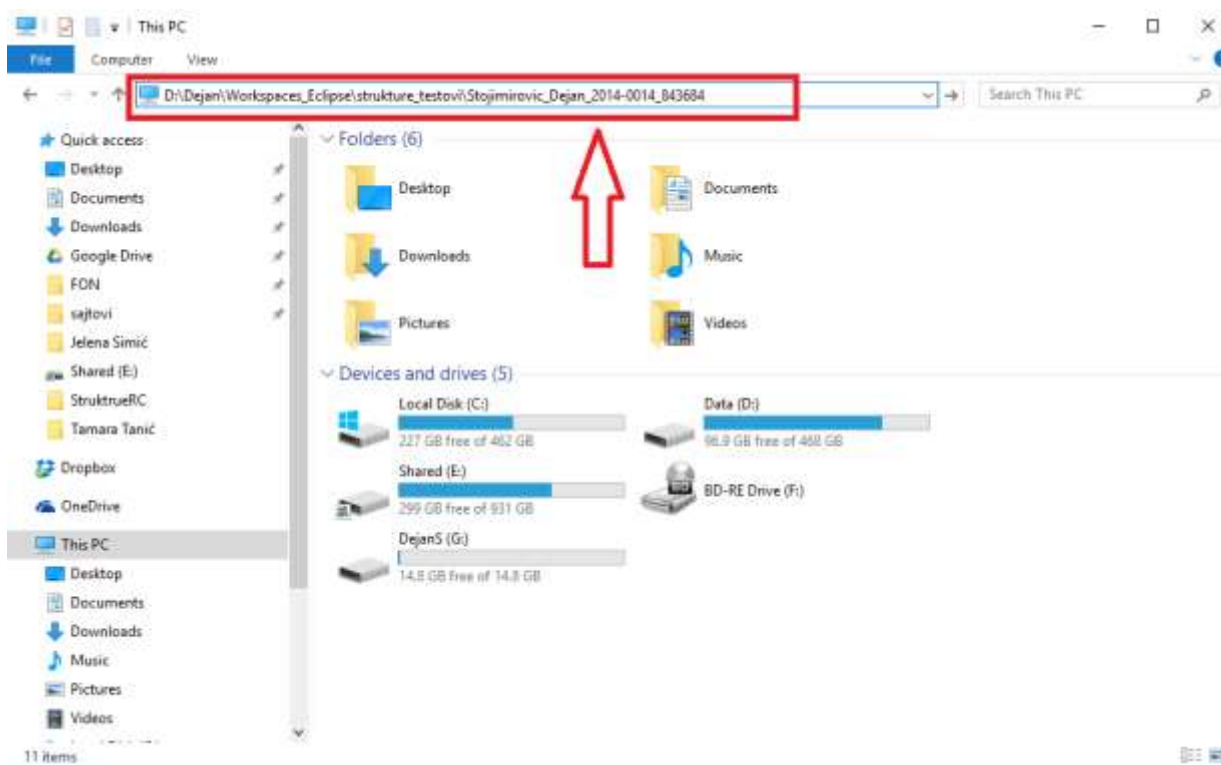 This PC
File Computer View
D:\Dejan\Workspaces_Eclipse\strukture_testovi\Stojimirovic_Dejan_2014-0014_843684
Search This PC
Quick access
Desktop
Documents
Downloads
Google Drive
FON
sajtovi
Jelena Simić
Shared (E:)
StruktrueRC
Tamara Tanić
Dropbox
OneDrive
This PC
Desktop
Documents
Downloads
Music
Pictures
Videos
Folders (6)
Desktop
Documents
Downloads
Music
Pictures
Videos
Devices and drives (5)
Local Disk (C:)
227 GB free of 462 GB
Data (D:)
96.9 GB free of 468 GB
Shared (E:)
299 GB free of 931 GB
BD-RE Drive (F:)
DejanS (G:)
14.8 GB free of 14.8 GB
11 items